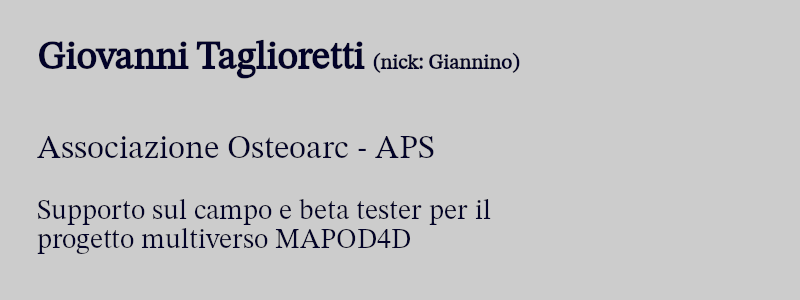 Giovanni Taglioretti (nick: Giannino)
Associazione Osteoarc - APS
Supporto sul campo e beta tester per il
progetto multiverso MAPOD4D